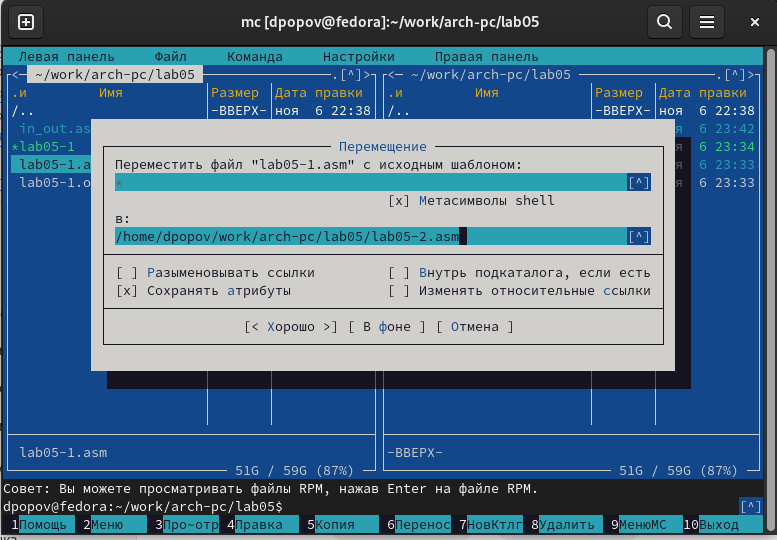 mc [dpopov@fedora]:~/work/arch-pc/lab05
Левая панель Файл Команда Настройки Правая панель
<─ ~/work/arch-pc/lab05 .[^]> <─ ~/work/arch-pc/lab05 .[^]>
.и Имя Размер Дата правки .и Имя Размер Дата правки
/.. -ВВЕРХ- ноя 6 22:38 /.. -ВВЕРХ- ноя 6 22:38
in_out.as я 6 23:42
*lab05-1 я 6 23:34
lab05-1.a я 6 23:33
lab05-1.o я 6 23:33
Перемещение
Переместить файл "lab05-1.asm" с исходным шаблоном:
* [^]
[x] Метасимволы shell
в:
/home/dpopov/work/arch-pc/lab05/lab05-2.asm [^]
[ ] Разыменовывать ссылки [ ] Внутрь подкаталога, если есть
[x] Сохранять атрибуты [ ] Изменять относительные ссылки
[< Хорошо >] [ В фоне ] [ Отмена ]
lab05-1.asm -ВВЕРХ-
51G / 59G (87%) 51G / 59G (87%)
Совет: Вы можете просматривать файлы RPM, нажав Enter на файле RPM.
dpopov@fedora:~/work/arch-pc/lab05$ [^]
1Помощь 2Меню 3Про~отр 4Правка 5Копия 6Перенос 7НовКтлг 8Удалить 9МенюМС 10Выход